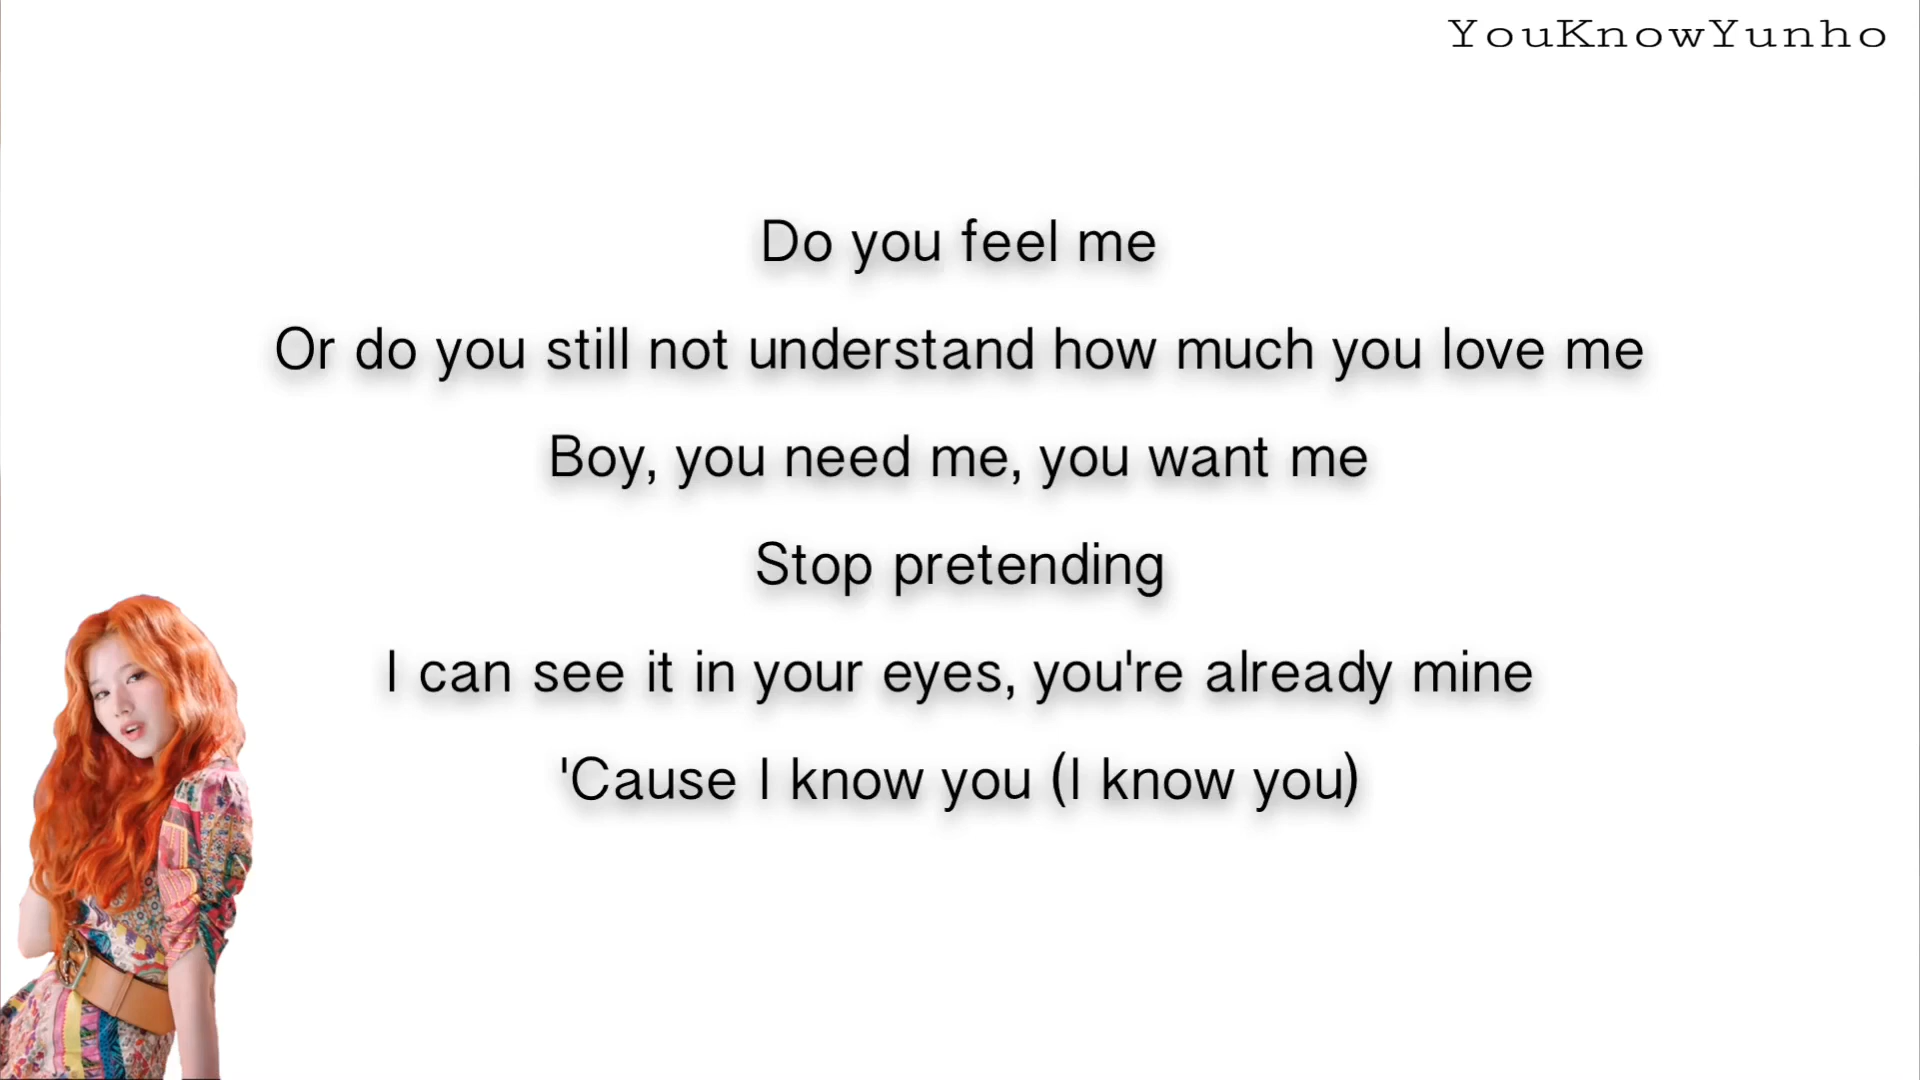 YouKnowYunho
Do you feel me
Or do you still not understand how much you love me
Boy, you need me, you want me
Stop pretending
I can see it in your eyes, you're already mine
'Cause I know you (I know you)